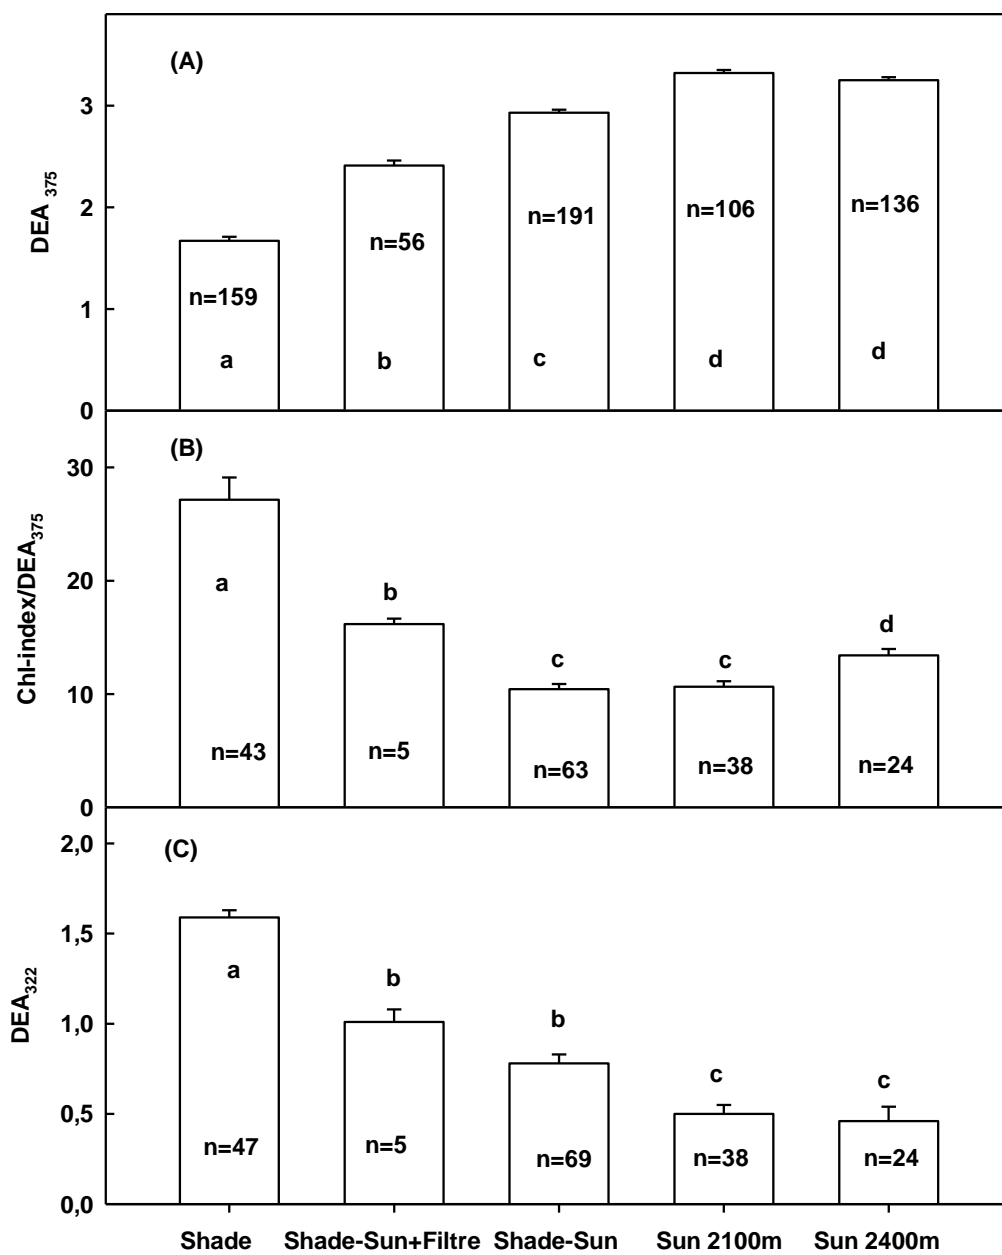 (A)
DEA 375
3
2
1
0
n=159
n=56
n=191
n=106
n=136
a
b
c
d
d
(B)
Chl-index/DEA375
30
20
10
0
a
b
c
c
d
n=43
n=5
n=63
n=38
n=24
(C)
DEA322
2,0
1,5
1,0
0,5
0,0
a
b
b
c
c
n=47
n=5
n=69
n=38
n=24
Shade Shade-Sun+Filtre Shade-Sun Sun 2100m Sun 2400m